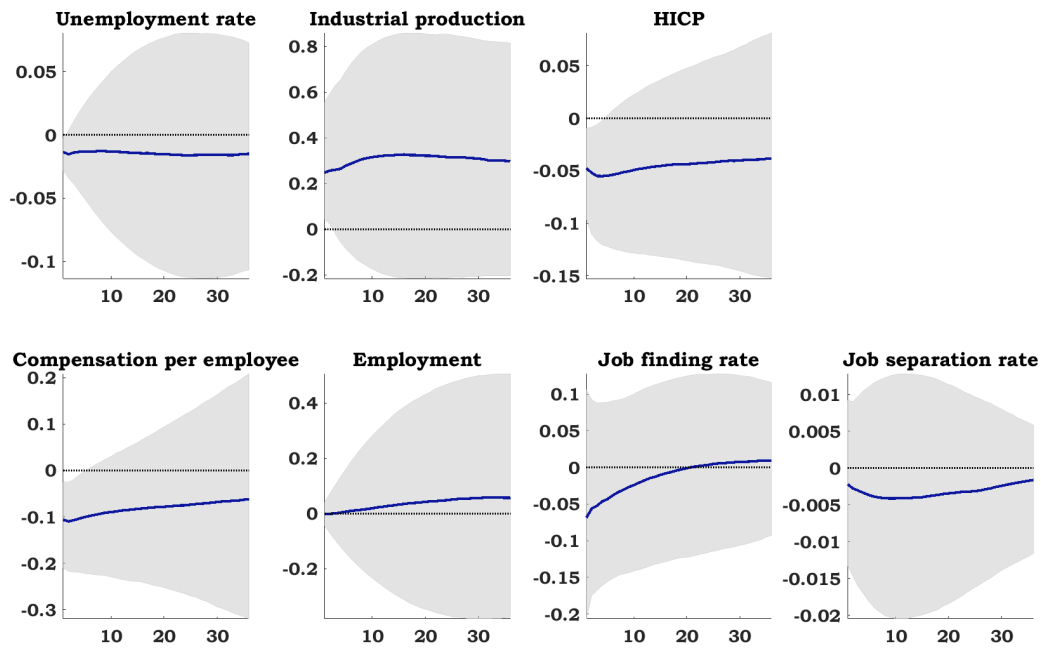 Unemployment rate
0.05
0
-0.05
-0.1
10 20 30
Industrial production
0.8
0.6
0.4
0.2
0
-0.2
10 20 30
HICP
0.05
0
-0.05
-0.1
-0.15
10 20 30
Compensation per employee
0.2
0.1
0
-0.1
-0.2
-0.3
10 20 30
Employment
0.4
0.2
0
-0.2
10 20 30
Job finding rate
0.1
0.05
0
-0.05
-0.1
-0.15
-0.2
10 20 30
Job separation rate
0.01
0.005
0
-0.005
-0.01
-0.015
-0.02
10 20 30